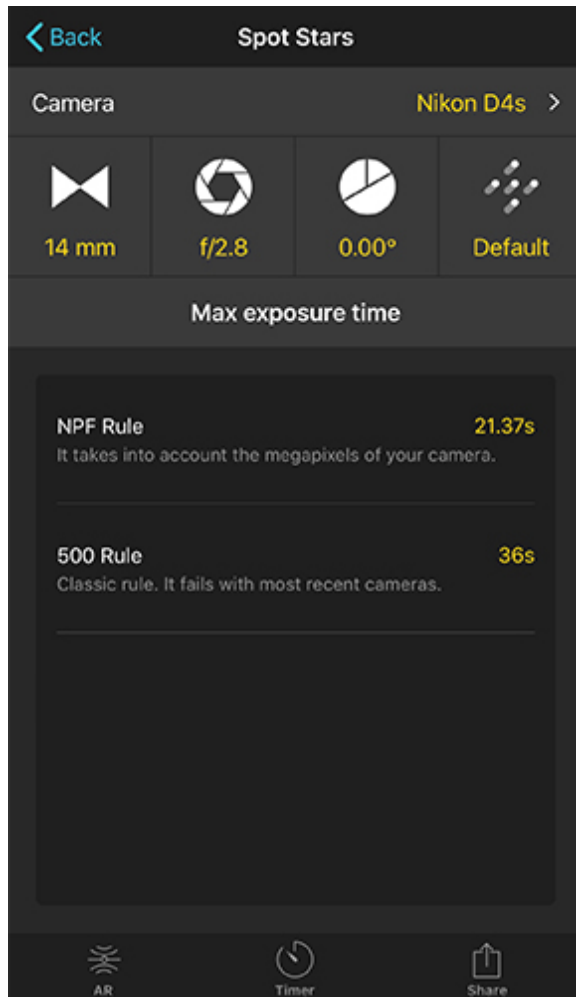 Back
Spot Stars
Camera
Nikon D4s
14 mm
f/2.8
0.00°
Default
Max exposure time
NPF Rule
21.37s
It takes into account the megapixels of your camera.
500 Rule
36s
Classic rule. It fails with most recent cameras.
AR
Timer
Share